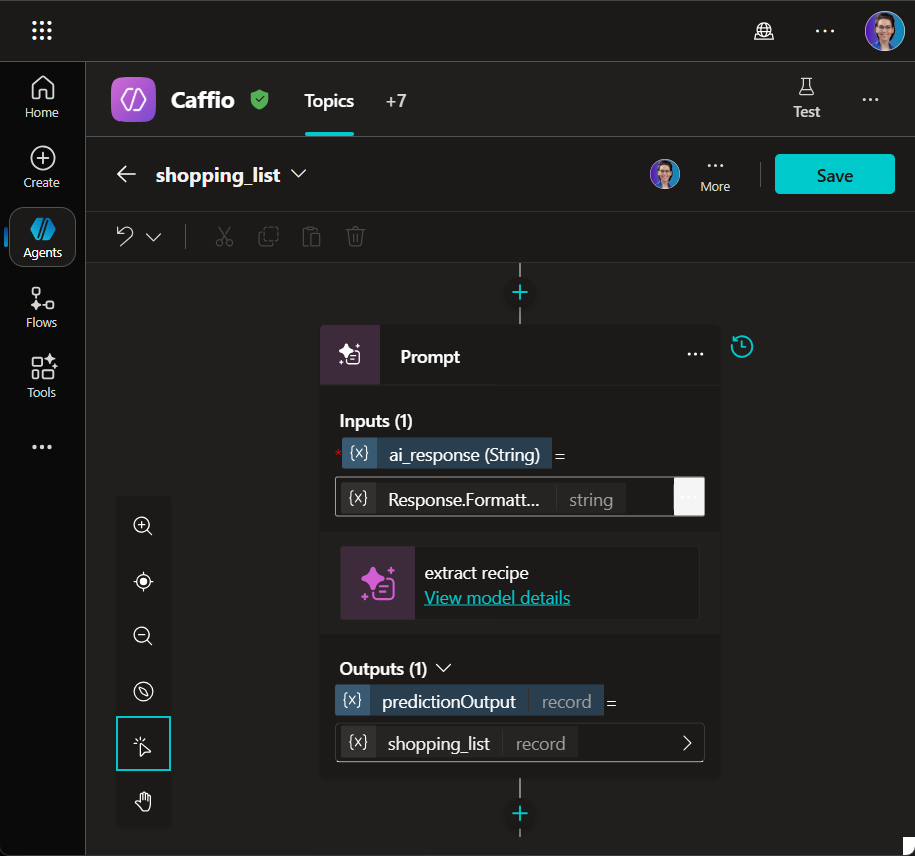 Caffio
Topics
+7
Test
Home
Create
Agents
Flows
Tools
shopping_list
More
Save
Prompt
Inputs (1)
* {x} ai_response (String) =
{x} Response.Formatt... string
extract recipe
View model details
Outputs (1)
{x} predictionOutput record =
{x} shopping_list record